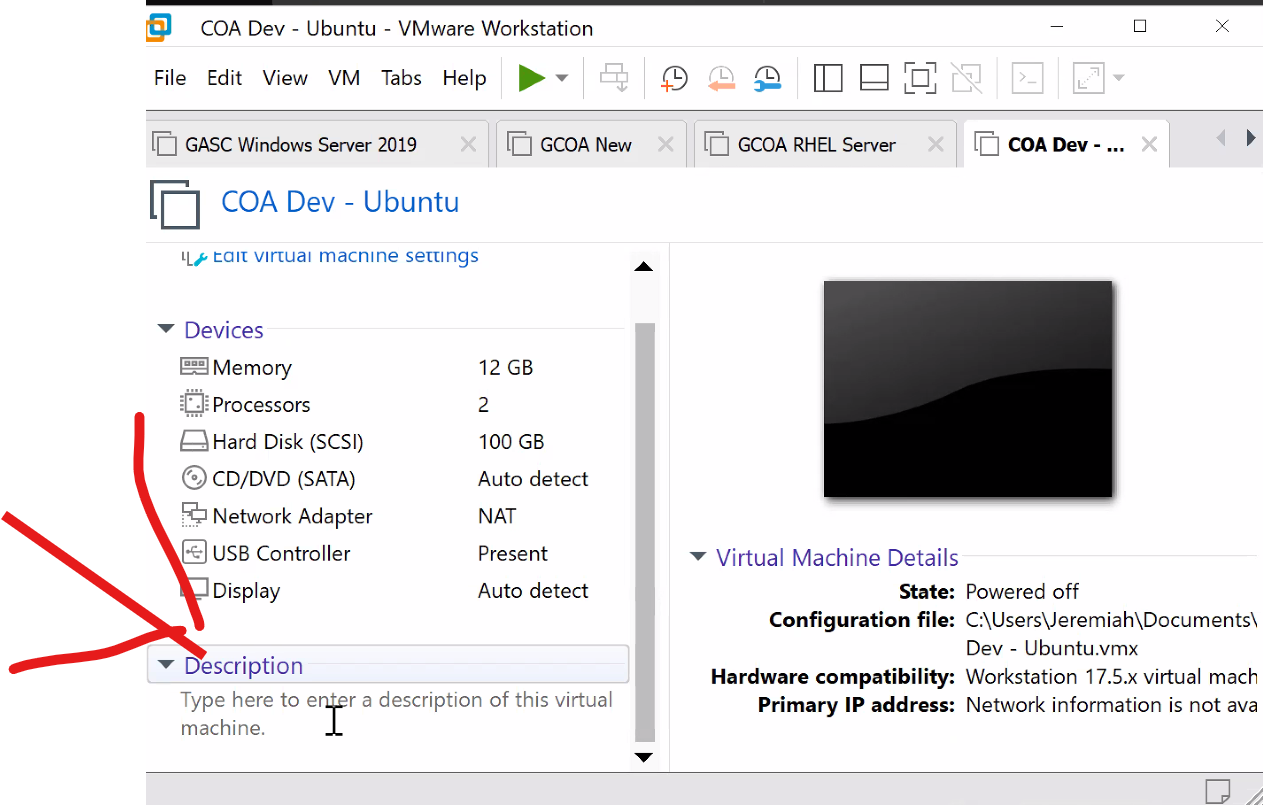 COA Dev - Ubuntu - VMware Workstation
File Edit View VM Tabs Help
GASC Windows Server 2019
GCOA New
GCOA RHEL Server
COA Dev - ...
COA Dev - Ubuntu
Edit virtual machine settings
Devices
Memory 12 GB
Processors 2
Hard Disk (SCSI) 100 GB
CD/DVD (SATA) Auto detect
Network Adapter NAT
USB Controller Present
Display Auto detect
Description
Type here to enter a description of this virtual
machine.
Virtual Machine Details
State: Powered off
Configuration file: C:\Users\Jeremiah\Documents\
Dev - Ubuntu.vmx
Hardware compatibility: Workstation 17.5.x virtual mach
Primary IP address: Network information is not ava